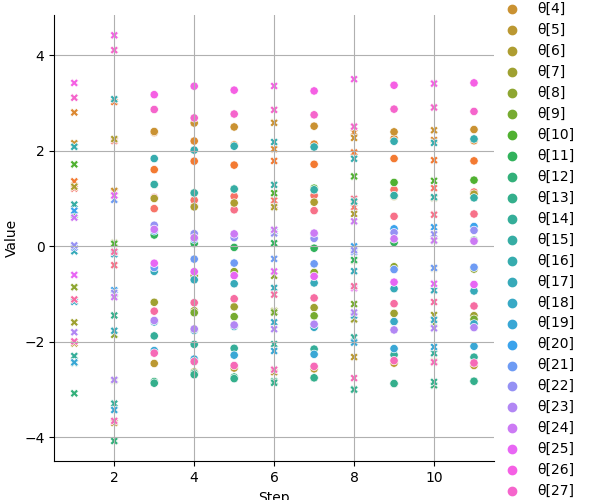 4
2
0
−2
−4
Value
2
4
6
8
10
Step
θ[4]
θ[5]
θ[6]
θ[7]
θ[8]
θ[9]
θ[10]
θ[11]
θ[12]
θ[13]
θ[14]
θ[15]
θ[16]
θ[17]
θ[18]
θ[19]
θ[20]
θ[21]
θ[22]
θ[23]
θ[24]
θ[25]
θ[26]
θ[27]